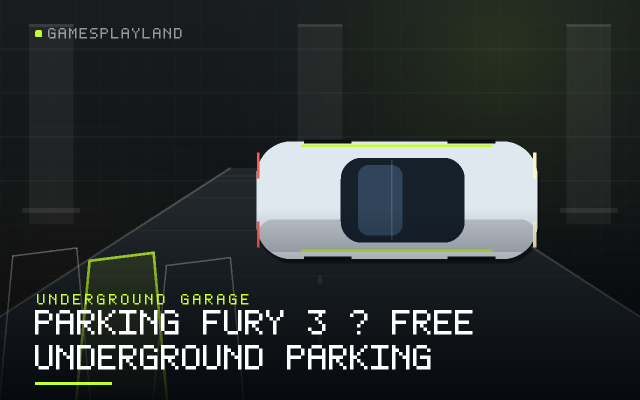 GAMESPLAYLAND
UNDERGROUND GARAGE
PARKING FURY 3 ? FREE
UNDERGROUND PARKING